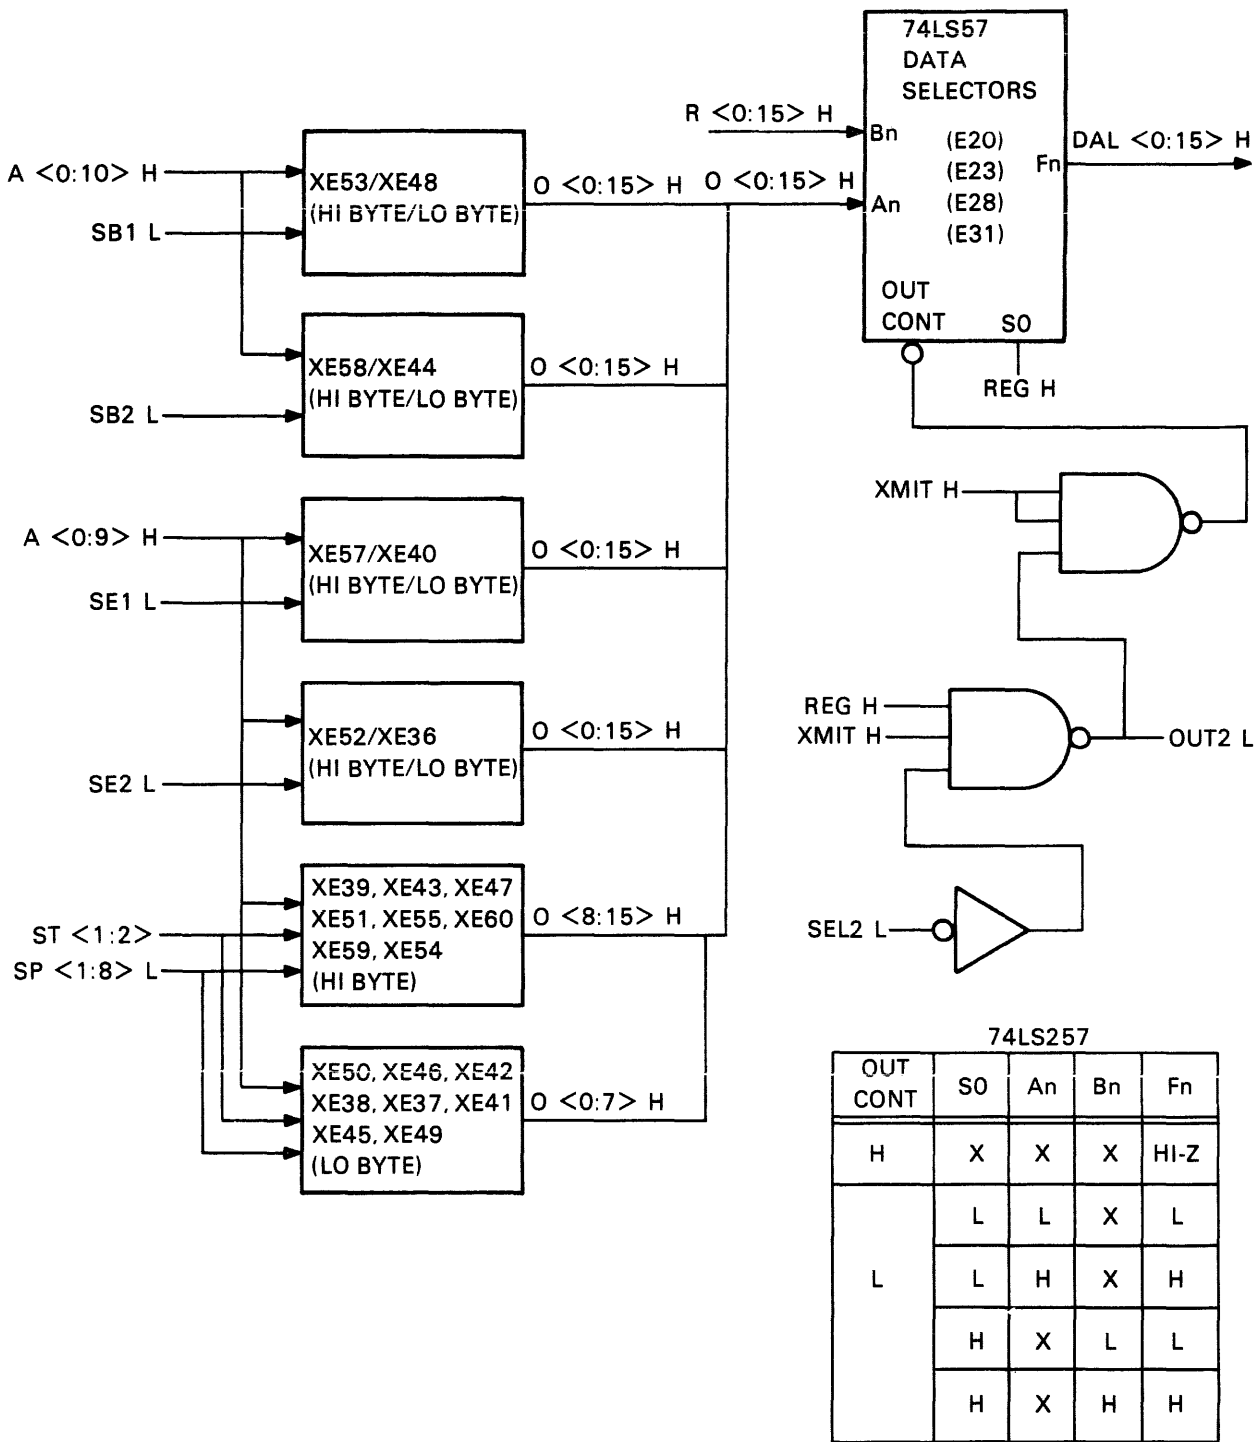 A <0:10> H
SB1 L
XE53/XE48
(HI BYTE/LO BYTE)
O <0:15> H
SB2 L
XE58/XE44
(HI BYTE/LO BYTE)
O <0:15> H
A <0:9> H
SE1 L
XE57/XE40
(HI BYTE/LO BYTE)
O <0:15> H
SE2 L
XE52/XE36
(HI BYTE/LO BYTE)
O <0:15> H
ST <1:2>
SP <1:8> L
XE39, XE43, XE47
XE51, XE55, XE60
XE59, XE54
(HI BYTE)
O <8:15> H
XE50, XE46, XE42
XE38, XE37, XE41
XE45, XE49
(LO BYTE)
O <0:7> H
R <0:15> H
O <0:15> H
74LS57
DATA
SELECTORS
Bn
An
(E20)
(E23)
(E28)
(E31)
Fn
DAL <0:15> H
OUT
CONT
S0
REG H
XMIT H
REG H
XMIT H
OUT2 L
SEL2 L
74LS257
OUT CONT S0 An Bn Fn
H X X X HI-Z
L L L X L
L H X H
H X L L
H X H H